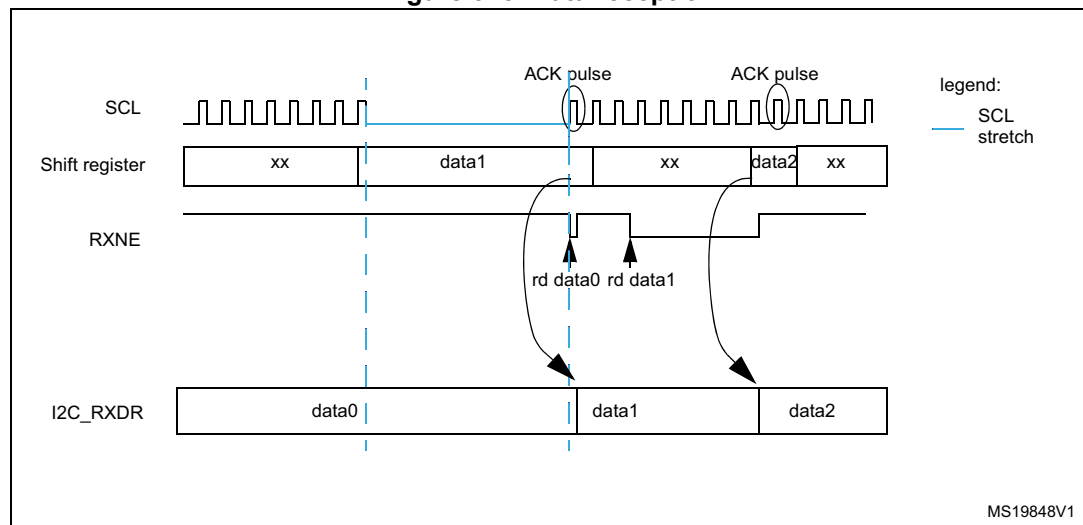 ACK pulse
ACK pulse
legend:
SCL
SCL
stretch
Shift register
xx
data1
xx
data2
xx
RXNE
rd data0
rd data1
I2C_RXDR
data0
data1
data2
MS19848V1